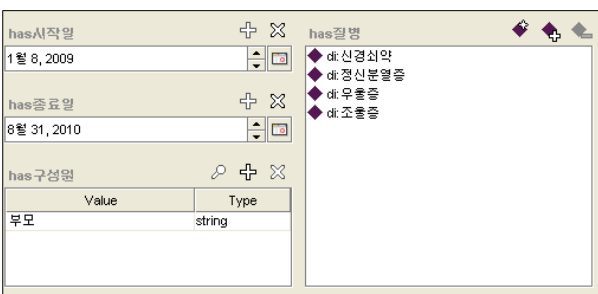 has시작일
1월 8, 2009
has종료일
8월 31, 2010
has구성원
Value Type
부모 string
has질병
di:신경쇠약
di:정신분열증
di:우울증
di:조울증